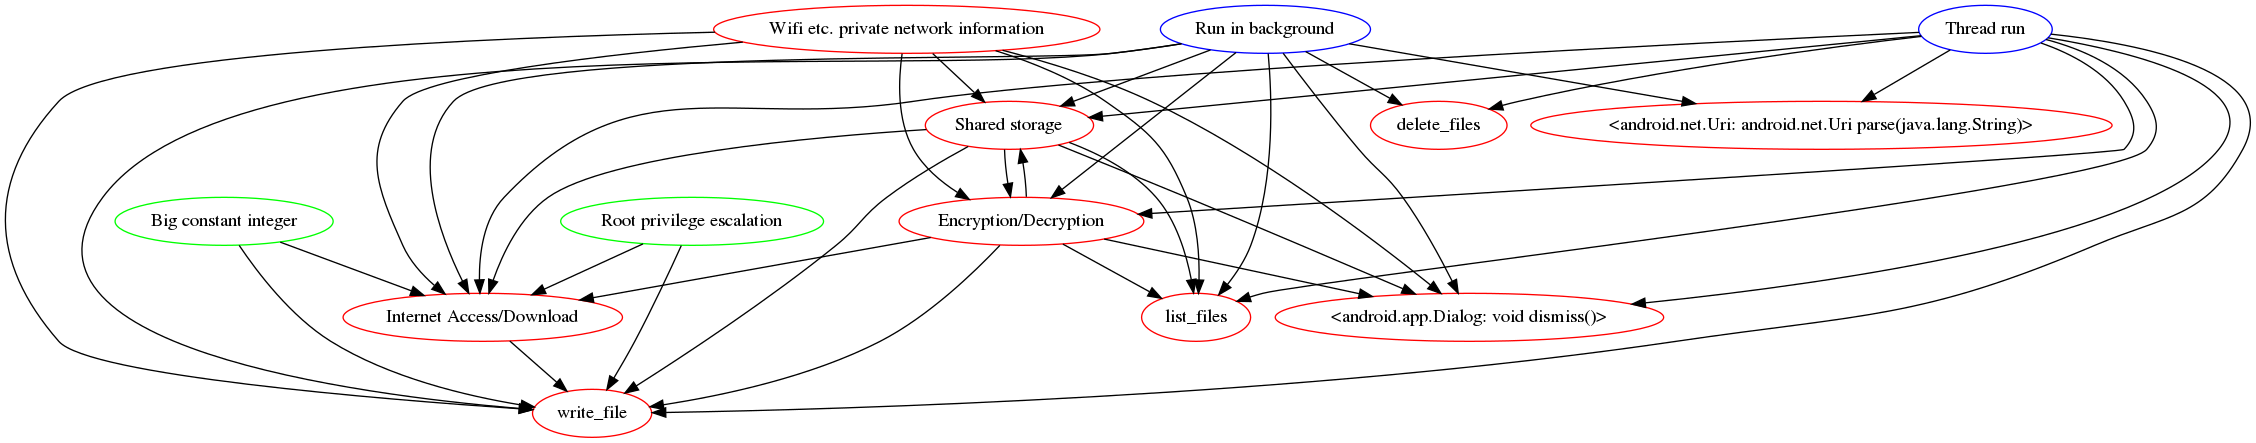 Wifi etc. private network information
Run in background
Thread run
Shared storage
delete_files
<android.net.Uri: android.net.Uri parse(java.lang.String)>
Big constant integer
Root privilege escalation
Encryption/Decryption
Internet Access/Download
list_files
<android.app.Dialog: void dismiss()>
write_file